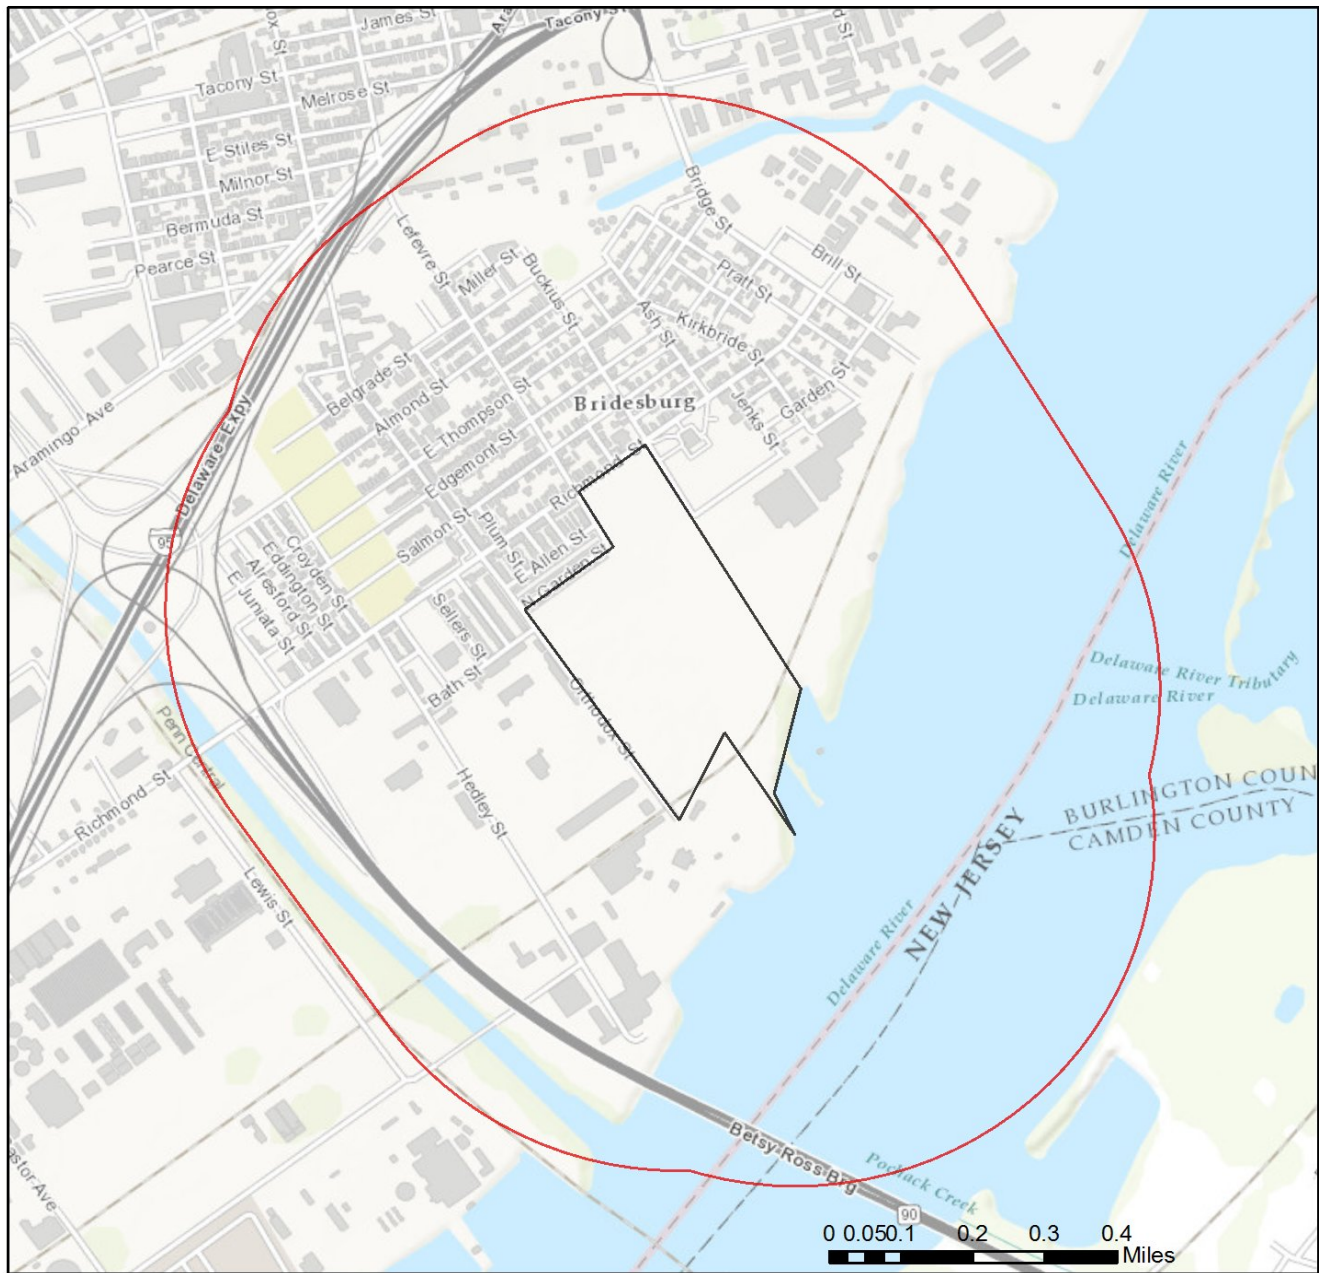 James St
Tacony St
Tacony St
Melrose St
E Stiles St
Milnor St
Bermuda St
Pearce St
Bridge St
Lefevre St
Miller St
Buckius St
Brill St
Pratt St
Ash St
Kirkbride St
Belgrade St
Almond St
Garden St
Bridesburg
Jenks St
E Thompson St
Aramingo Ave
Delaware Expy
Edgemont St
Richmond St
95
Salmon St
Plum St
E Allen St
N Garden St
Croyden St
Eddington St
Alresford St
E Juniata St
Sellers St
Bath St
Orthodox St
Delaware River
Delaware River Tributary
Delaware River
Penn Central
Richmond St
Hedley St
BURLINGTON COUN
CAMDEN COUNTY
NEW JERSEY
Lewis St
Delaware River
Betsy Ross Brg
Pochack Creek
90
astor Ave
0 0.05 0.1 0.2 0.3 0.4
Miles